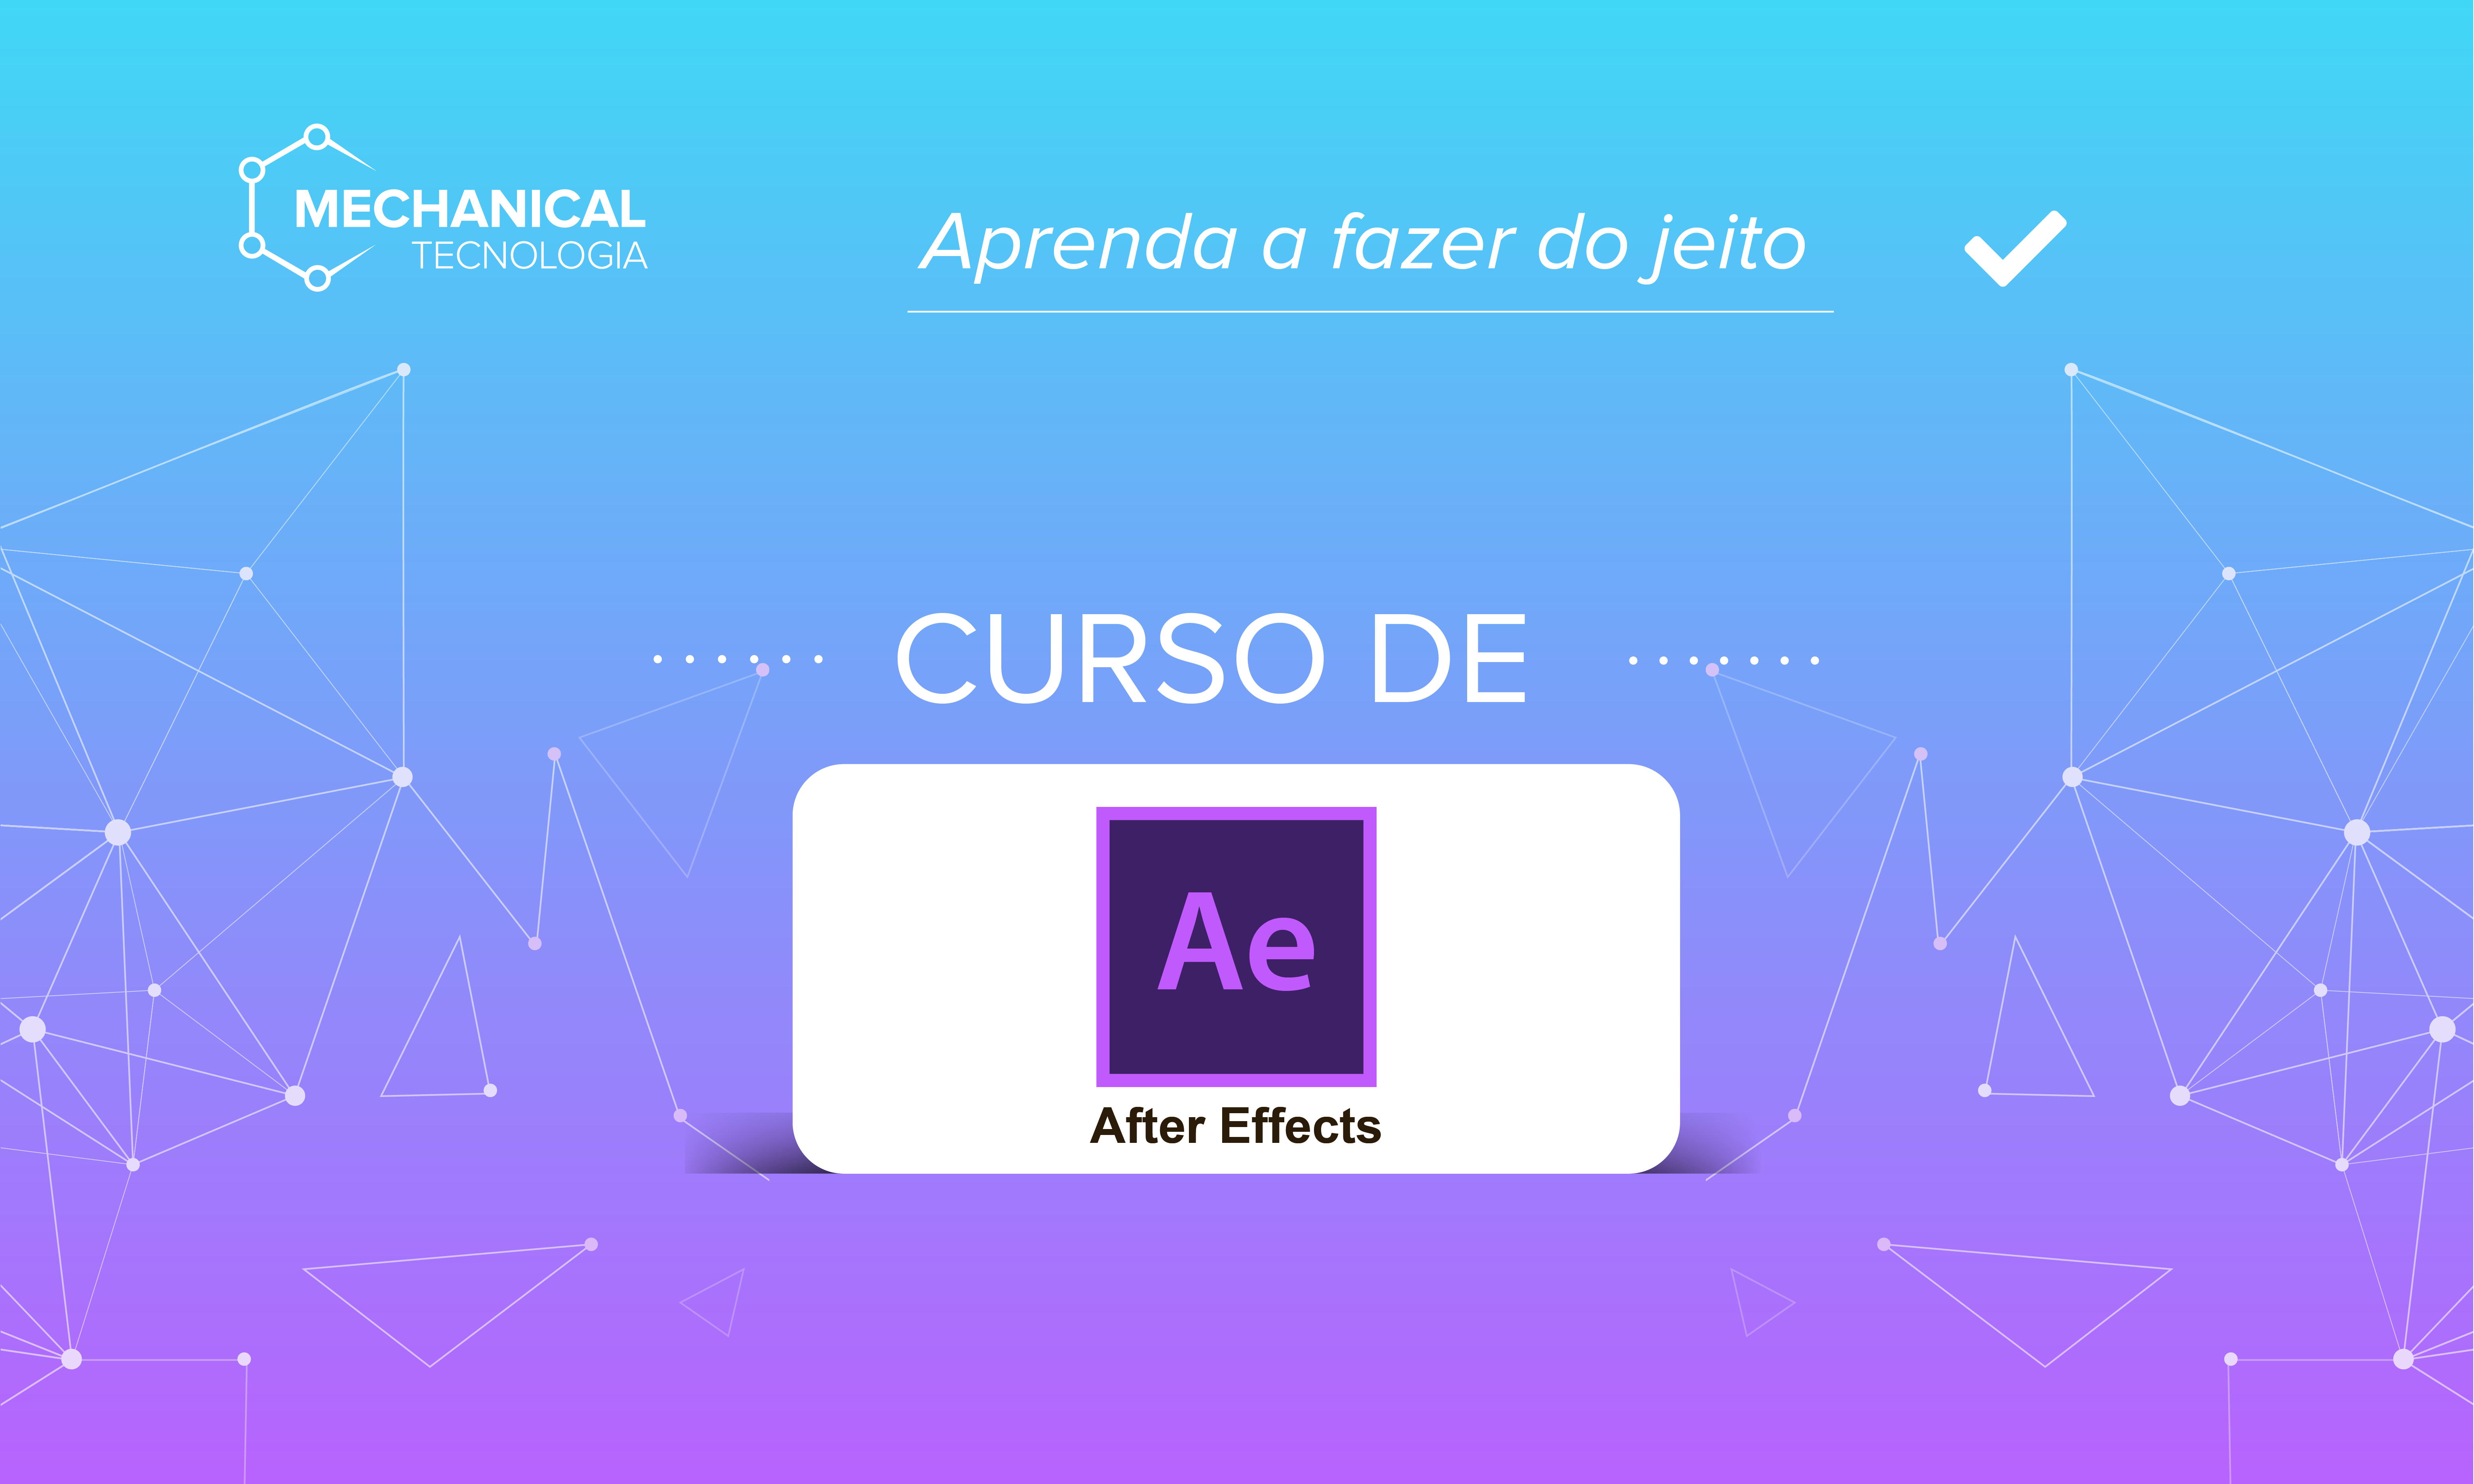 MECHANICAL
TECNOLOGIA
Aprenda a fazer do jeito
CURSO DE
Ae
After Effects